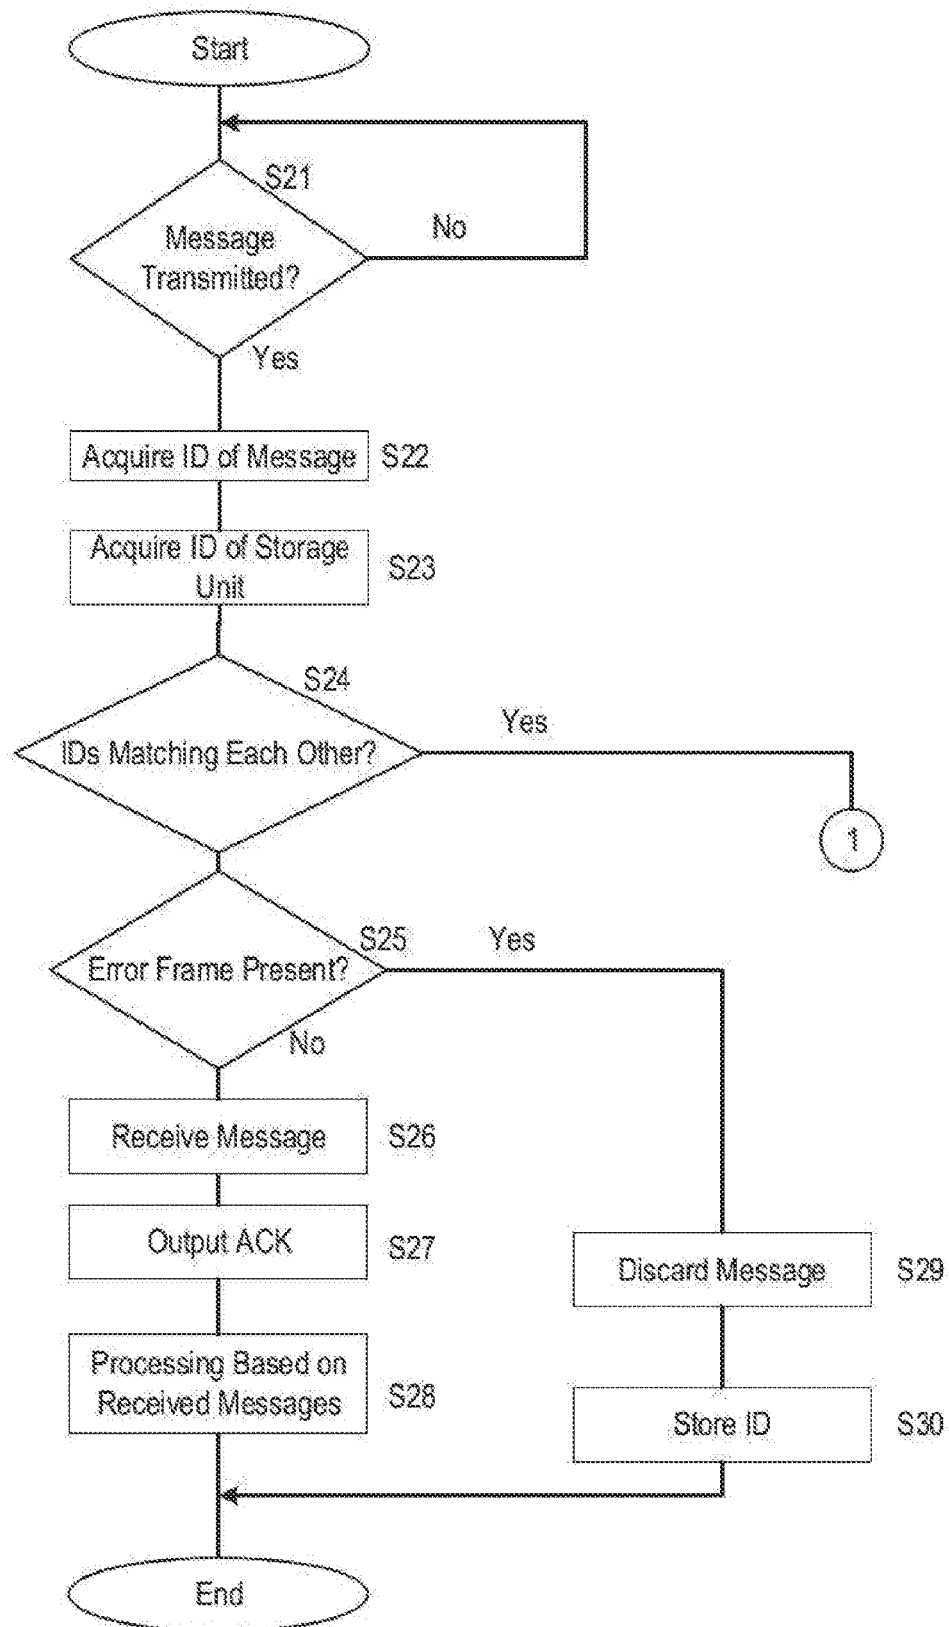 Start
S21
Message
Transmitted?
No
Yes
Acquire ID of Message
S22
Acquire ID of Storage
Unit
S23
S24
IDs Matching Each Other?
Yes
1
S25
Error Frame Present?
Yes
No
Receive Message
S26
Output ACK
S27
Discard Message
S29
Processing Based on
Received Messages
S28
Store ID
S30
End